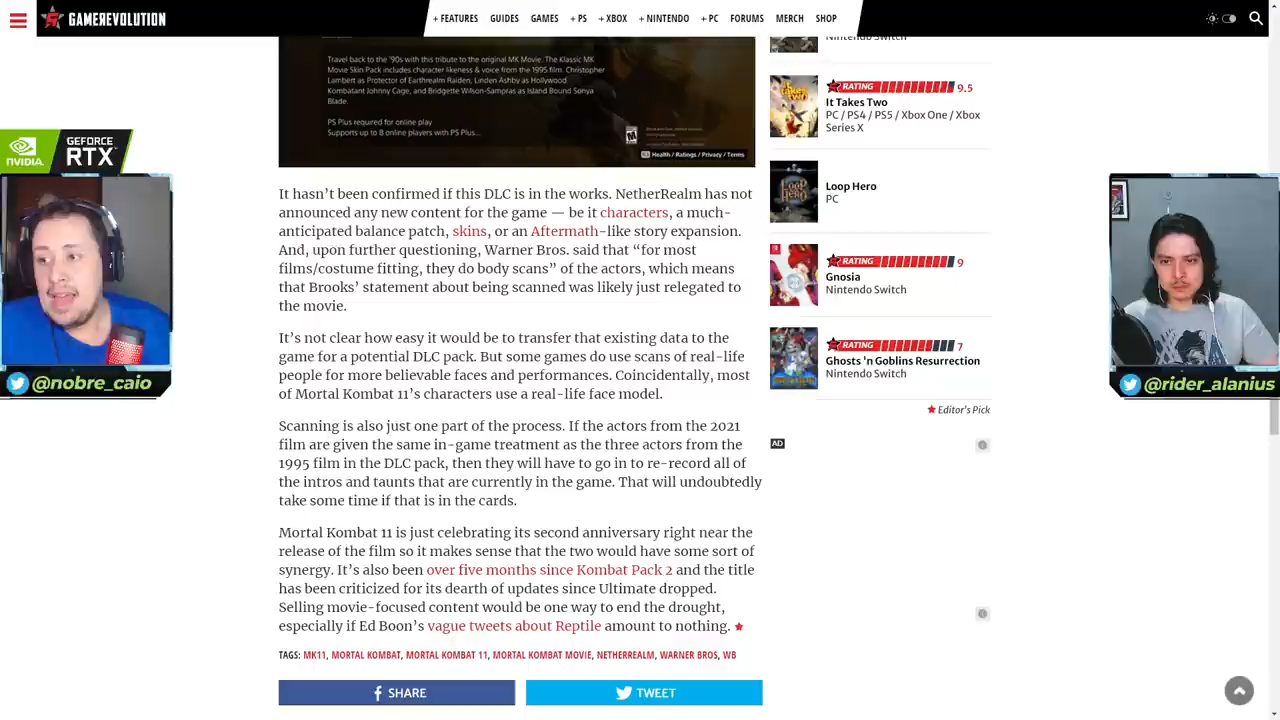 GAMEREVOLUTION
+ FEATURES GUIDES GAMES + PS + XBOX + NINTENDO + PC FORUMS MERCH SHOP
Travel back to the '90s with this tribute to the original MK Movie. The Klassic MK
Movie Skin Pack includes character likeness & voice from the 1995 film. Christopher
Lambert as Protector of Earthrealm Raiden, Linden Ashby as Hollywood
Kombatant Johnny Cage, and Bridgette Wilson-Sampras as Island Bound Sonya
Blade.
PS Plus required for online play
Supports up to 8 online players with PS Plus...
R3 Health / Ratings / Privacy / Terms
It hasn't been confirmed if this DLC is in the works. NetherRealm has not
announced any new content for the game — be it characters, a much-
anticipated balance patch, skins, or an Aftermath-like story expansion.
And, upon further questioning, Warner Bros. said that “for most
films/costume fitting, they do body scans” of the actors, which means
that Brooks’ statement about being scanned was likely just relegated to
the movie.
It’s not clear how easy it would be to transfer that existing data to the
game for a potential DLC pack. But some games do use scans of real-life
people for more believable faces and performances. Coincidentally, most
of Mortal Kombat 11’s characters use a real-life face model.
Scanning is also just one part of the process. If the actors from the 2021
film are given the same in-game treatment as the three actors from the
1995 film in the DLC pack, then they will have to go in to re-record all of
the intros and taunts that are currently in the game. That will undoubtedly
take some time if that is in the cards.
Mortal Kombat 11 is just celebrating its second anniversary right near the
release of the film so it makes sense that the two would have some sort of
synergy. It’s also been over five months since Kombat Pack 2 and the title
has been criticized for its dearth of updates since Ultimate dropped.
Selling movie-focused content would be one way to end the drought,
especially if Ed Boon’s vague tweets about Reptile amount to nothing.
TAGS: MK11, MORTAL KOMBAT, MORTAL KOMBAT 11, MORTAL KOMBAT MOVIE, NETHERREALM, WARNER BROS, WB
SHARE
TWEET
Nintendo Switch
RATING 9.5
It Takes Two
PC / PS4 / PS5 / Xbox One / Xbox
Series X
Loop Hero
PC
RATING 9
Gnosia
Nintendo Switch
RATING 7
Ghosts 'n Goblins Resurrection
Nintendo Switch
Editor's Pick
AD
NVIDIA
GEFORCE
RTX
@nobre_caio
@rider_alanius